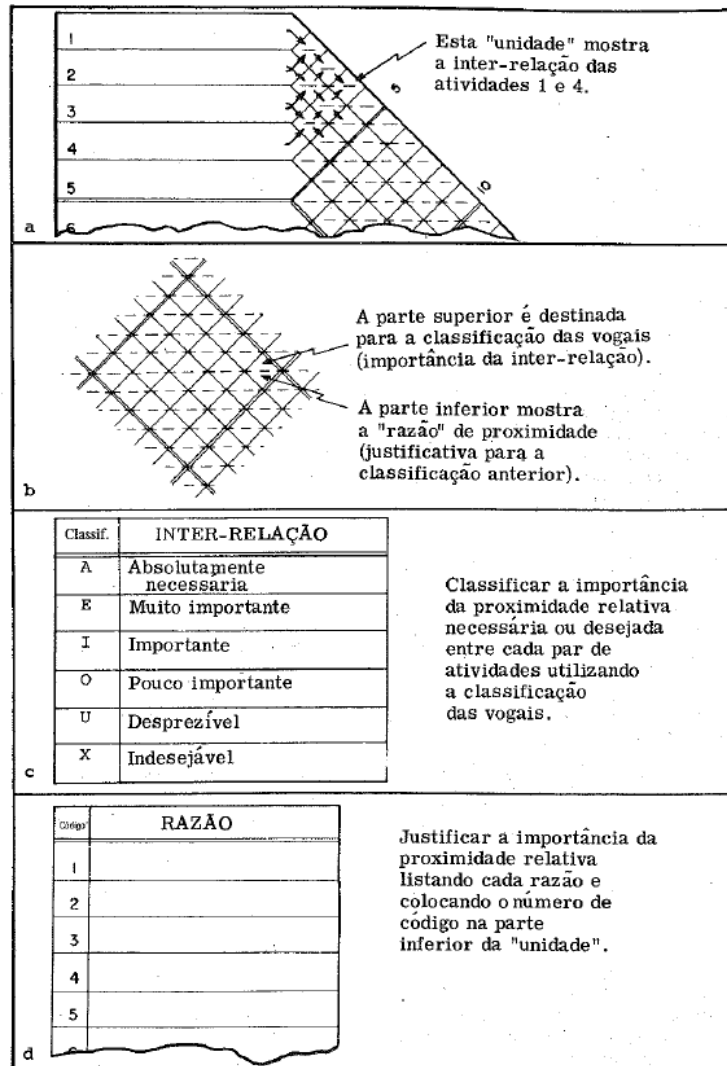 1
2
3
4
5
6
5
10
Esta "unidade" mostra
a inter-relação das
atividades 1 e 4.
a
A parte superior é destinada
para a classificação das vogais
(importância da inter-relação).
A parte inferior mostra
a "razão" de proximidade
(justificativa para a
classificação anterior).
b
Classif. INTER-RELAÇÃO
A Absolutamente
necessária
E Muito importante
I Importante
O Pouco importante
U Desprezível
X Indesejável
Classificar a importância
da proximidade relativa
necessária ou desejada
entre cada par de
atividades utilizando
a classificação
das vogais.
c
Código RAZÃO
1
2
3
4
5
Justificar a importância da
proximidade relativa
listando cada razão e
colocando o número de
código na parte
inferior da "unidade".
d